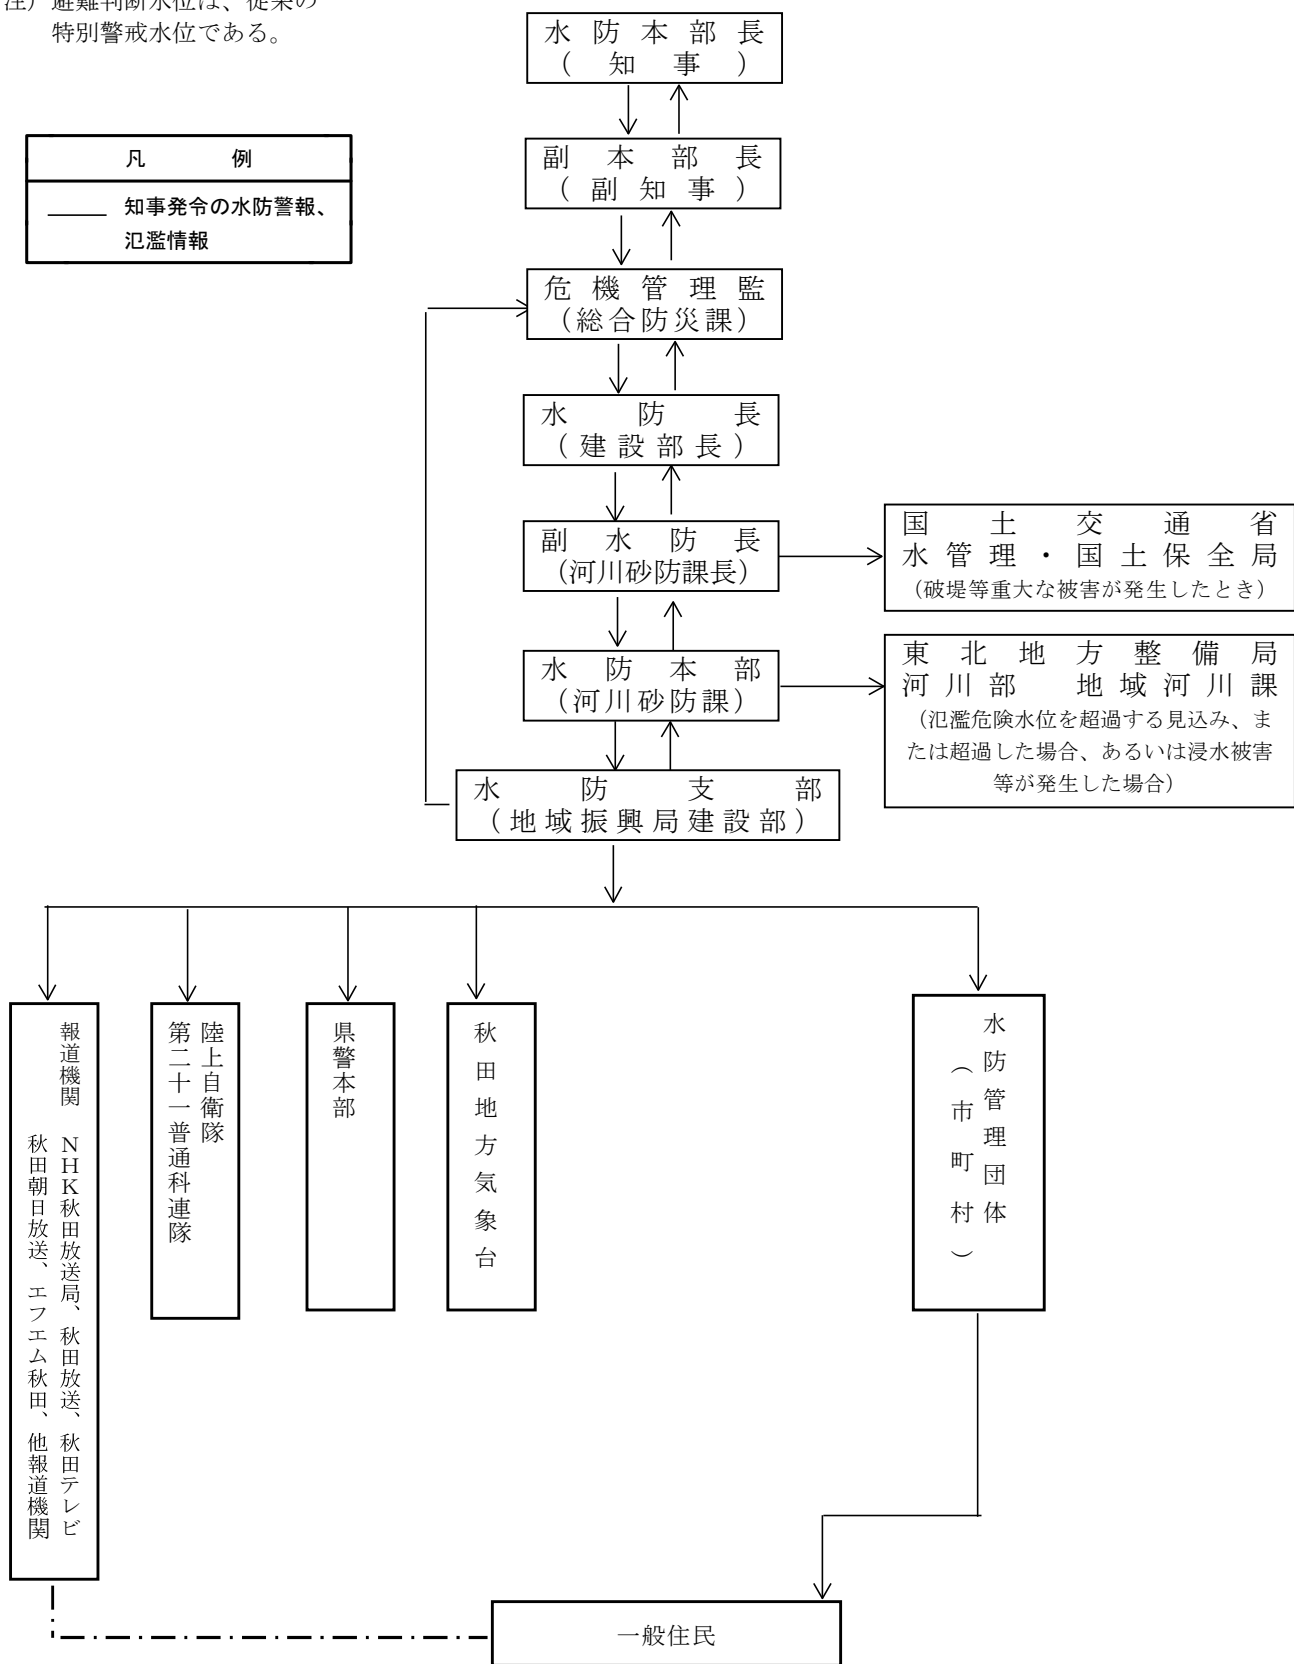 注）避難判断水位は、従来の
特別警戒水位である。
水防本部長
（知事）
凡例
知事発令の水防警報、
氾濫情報
副本部長
（副知事）
危機管理監
（総合防災課）
水防長
（建設部長）
副水防長
（河川砂防課長）
国土交通省
水管理・国土保全局
（破堤等重大な被害が発生したとき）
水防本部
（河川砂防課）
東北地方整備局
河川部　地域河川課
（氾濫危険水位を超過する見込み、ま
たは超過した場合、あるいは浸水被害
等が発生した場合）
水防支部
（地域振興局建設部）
報道機関　NHK秋田放送局、秋田放送、秋田テレビ
秋田朝日放送、エフエム秋田、他報道機関
陸上自衛隊
第二十一普通科連隊
県警本部
秋田地方気象台
水防管理団体
（市町村）
一般住民